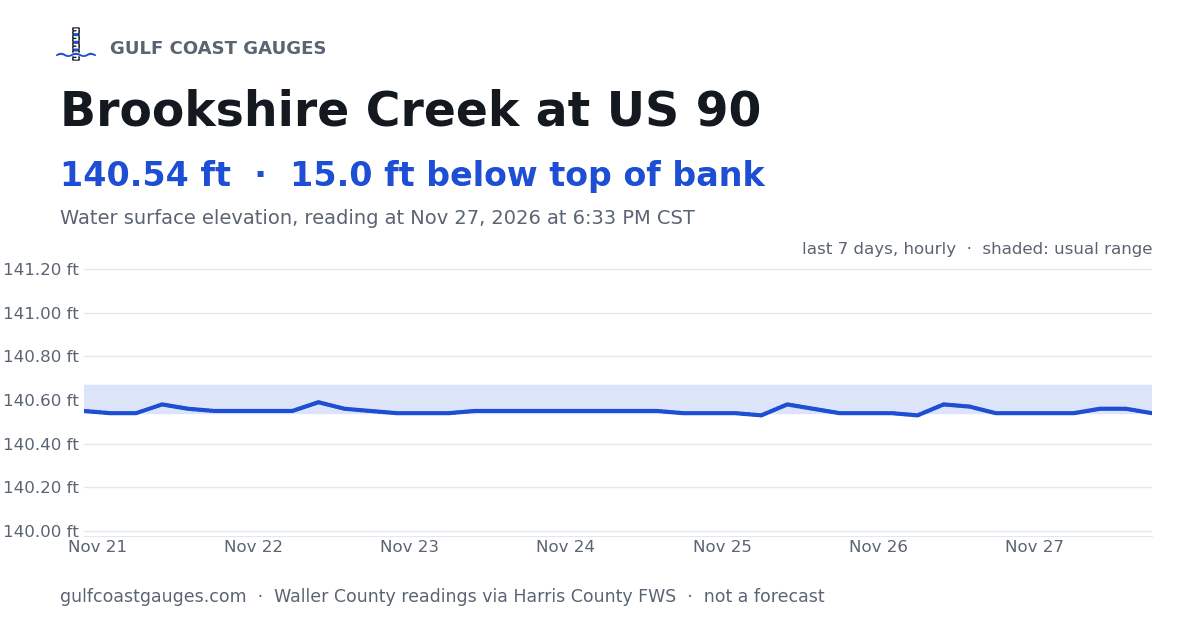 GULF COAST GAUGES
Brookshire Creek at US 90
140.54 ft · 15.0 ft below top of bank
Water surface elevation, reading at Nov 27, 2026 at 6:33 PM CST
last 7 days, hourly · shaded: usual range
141.20 ft
141.00 ft
140.80 ft
140.60 ft
140.40 ft
140.20 ft
140.00 ft
Nov 21 Nov 22 Nov 23 Nov 24 Nov 25 Nov 26 Nov 27
gulfcoastgauges.com · Waller County readings via Harris County FWS · not a forecast